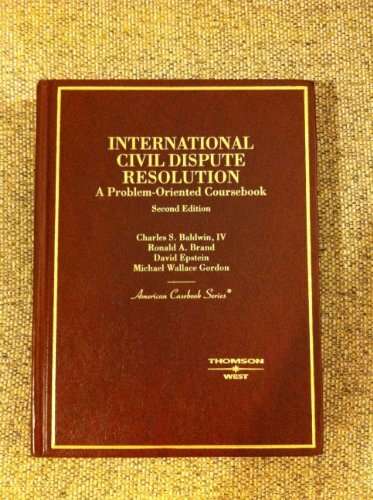 INTERNATIONAL
CIVIL DISPUTE
RESOLUTION
A Problem-Oriented Coursebook
Second Edition
Charles S. Baldwin, IV
Ronald A. Brand
David Epstein
Michael Wallace Gordon
American Casebook Series®
THOMSON
WEST